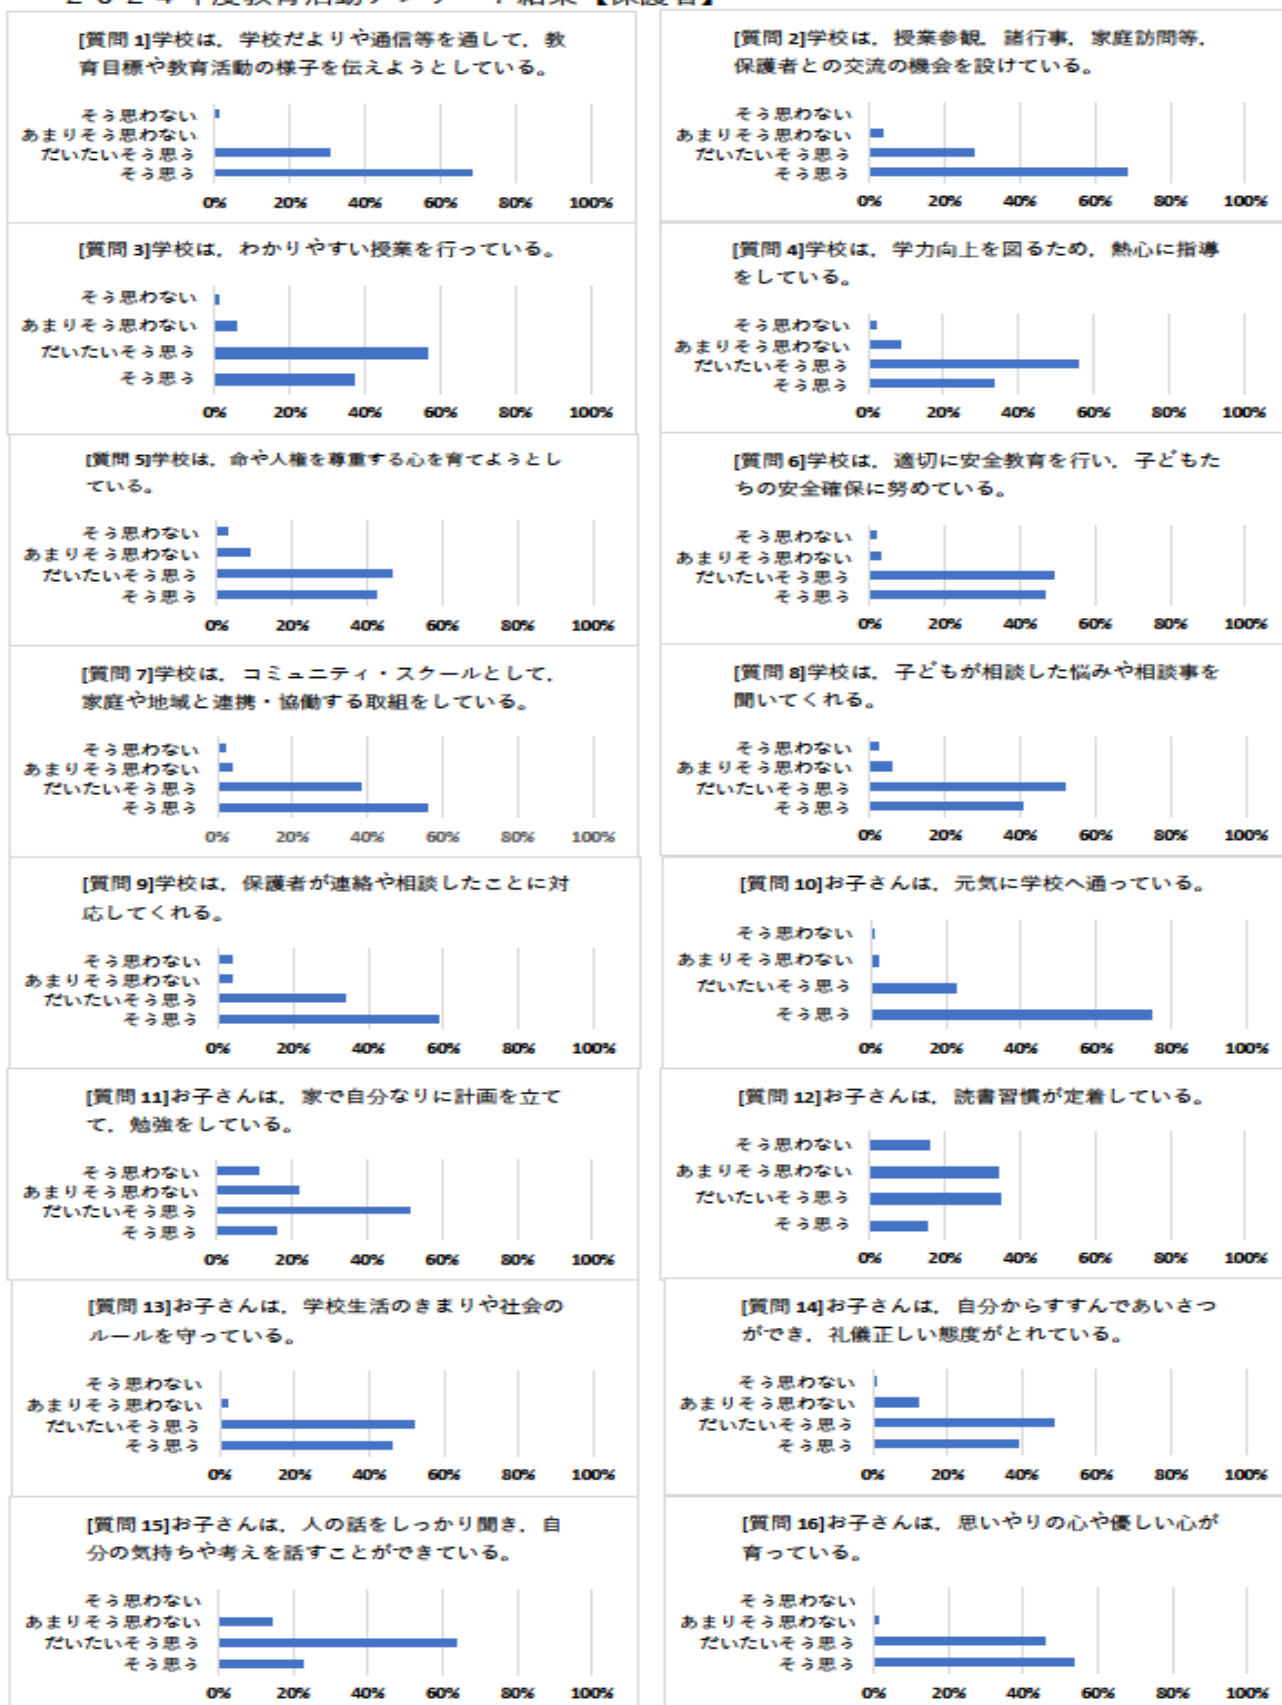 [質問 1]学校は，学校だよりや通信等を通して，教
育目標や教育活動の様子を伝えようとしている。
そう思わない
あまりそう思わない
だいたいそう思う
そう思う
0% 20% 40% 60% 80% 100%
[質問 2]学校は，授業参観，諸行事，家庭訪問等，
保護者との交流の機会を設けている。
そう思わない
あまりそう思わない
だいたいそう思う
そう思う
0% 20% 40% 60% 80% 100%
[質問 3]学校は，わかりやすい授業を行っている。
そう思わない
あまりそう思わない
だいたいそう思う
そう思う
0% 20% 40% 60% 80% 100%
[質問 4]学校は，学力向上を図るため，熱心に指導
をしている。
そう思わない
あまりそう思わない
だいたいそう思う
そう思う
0% 20% 40% 60% 80% 100%
[質問 5]学校は，命や人権を尊重する心を育てようとし
ている。
そう思わない
あまりそう思わない
だいたいそう思う
そう思う
0% 20% 40% 60% 80% 100%
[質問 6]学校は，適切に安全教育を行い，子どもた
ちの安全確保に努めている。
そう思わない
あまりそう思わない
だいたいそう思う
そう思う
0% 20% 40% 60% 80% 100%
[質問 7]学校は，コミュニティ・スクールとして，
家庭や地域と連携・協働する取組をしている。
そう思わない
あまりそう思わない
だいたいそう思う
そう思う
0% 20% 40% 60% 80% 100%
[質問 8]学校は，子どもが相談した悩みや相談事を
聞いてくれる。
そう思わない
あまりそう思わない
だいたいそう思う
そう思う
0% 20% 40% 60% 80% 100%
[質問 9]学校は，保護者が連絡や相談したことに対
応してくれる。
そう思わない
あまりそう思わない
だいたいそう思う
そう思う
0% 20% 40% 60% 80% 100%
[質問 10]お子さんは，元気に学校へ通っている。
そう思わない
あまりそう思わない
だいたいそう思う
そう思う
0% 20% 40% 60% 80% 100%
[質問 11]お子さんは，家で自分なりに計画を立て
て，勉強をしている。
そう思わない
あまりそう思わない
だいたいそう思う
そう思う
0% 20% 40% 60% 80% 100%
[質問 12]お子さんは，読書習慣が定着している。
そう思わない
あまりそう思わない
だいたいそう思う
そう思う
0% 20% 40% 60% 80% 100%
[質問 13]お子さんは，学校生活のきまりや社会の
ルールを守っている。
そう思わない
あまりそう思わない
だいたいそう思う
そう思う
0% 20% 40% 60% 80% 100%
[質問 14]お子さんは，自分からすすんであいさつ
ができ，礼儀正しい態度がとれている。
そう思わない
あまりそう思わない
だいたいそう思う
そう思う
0% 20% 40% 60% 80% 100%
[質問 15]お子さんは，人の話をしっかり聞き，自
分の気持ちや考えを話すことができている。
そう思わない
あまりそう思わない
だいたいそう思う
そう思う
0% 20% 40% 60% 80% 100%
[質問 16]お子さんは，思いやりの心や優しい心が
育っている。
そう思わない
あまりそう思わない
だいたいそう思う
そう思う
0% 20% 40% 60% 80% 100%